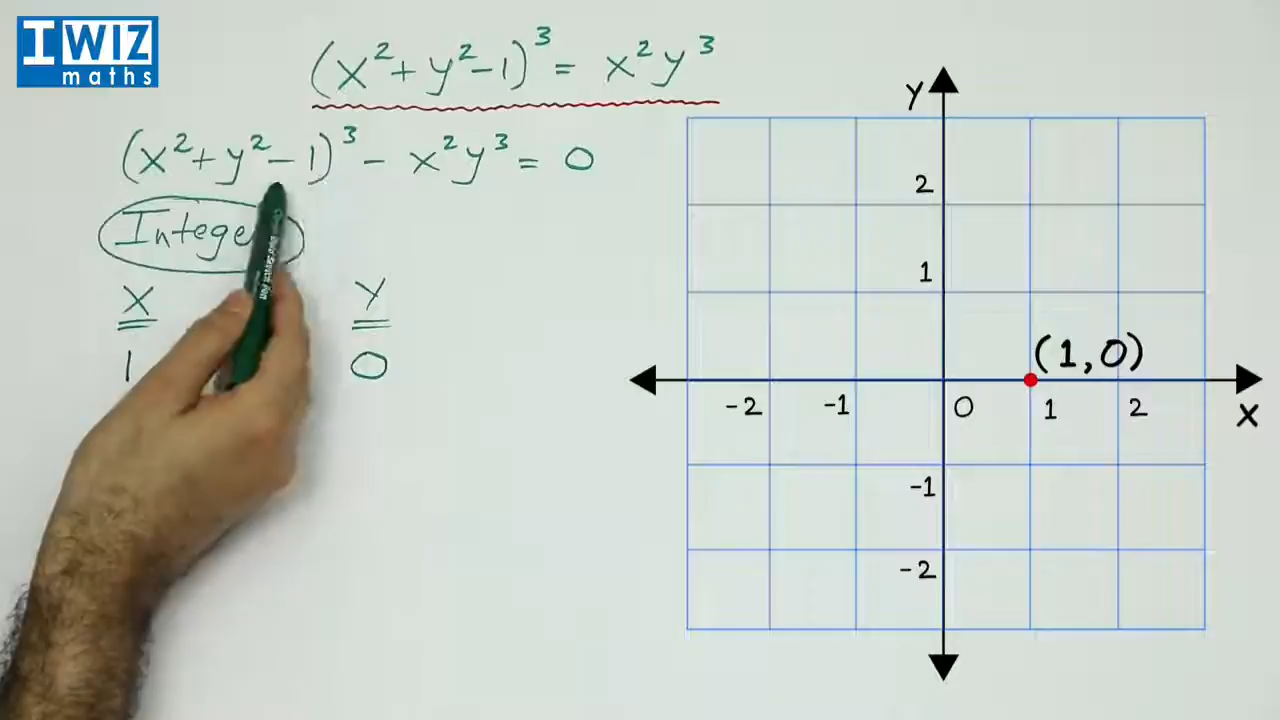 IWIZ
maths
(x²+y²-1)³ = x²y³
(x²+y²-1)³ - x²y³ = 0
X Y
1 0
Y
2
1
(1,0)
-2 -1 0 1 2
X
-1
-2